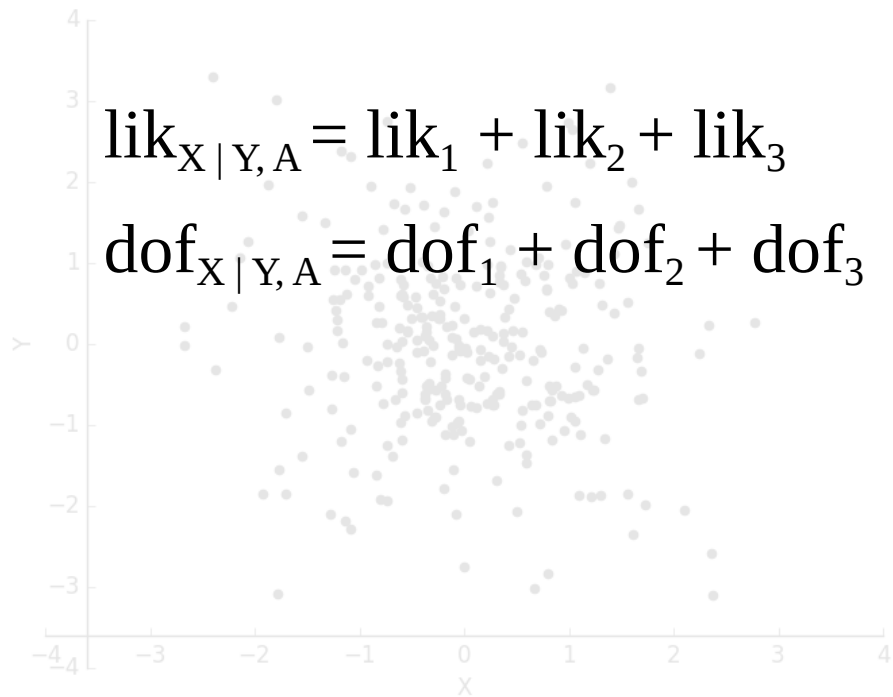 lik_{X | Y, A} = lik_1 + lik_2 + lik_3
dof_{X | Y, A} = dof_1 + dof_2 + dof_3
4
3
2
1
0
−1
−2
−3
−4
Y
−4 −3 −2 −1 0 1 2 3 4
X